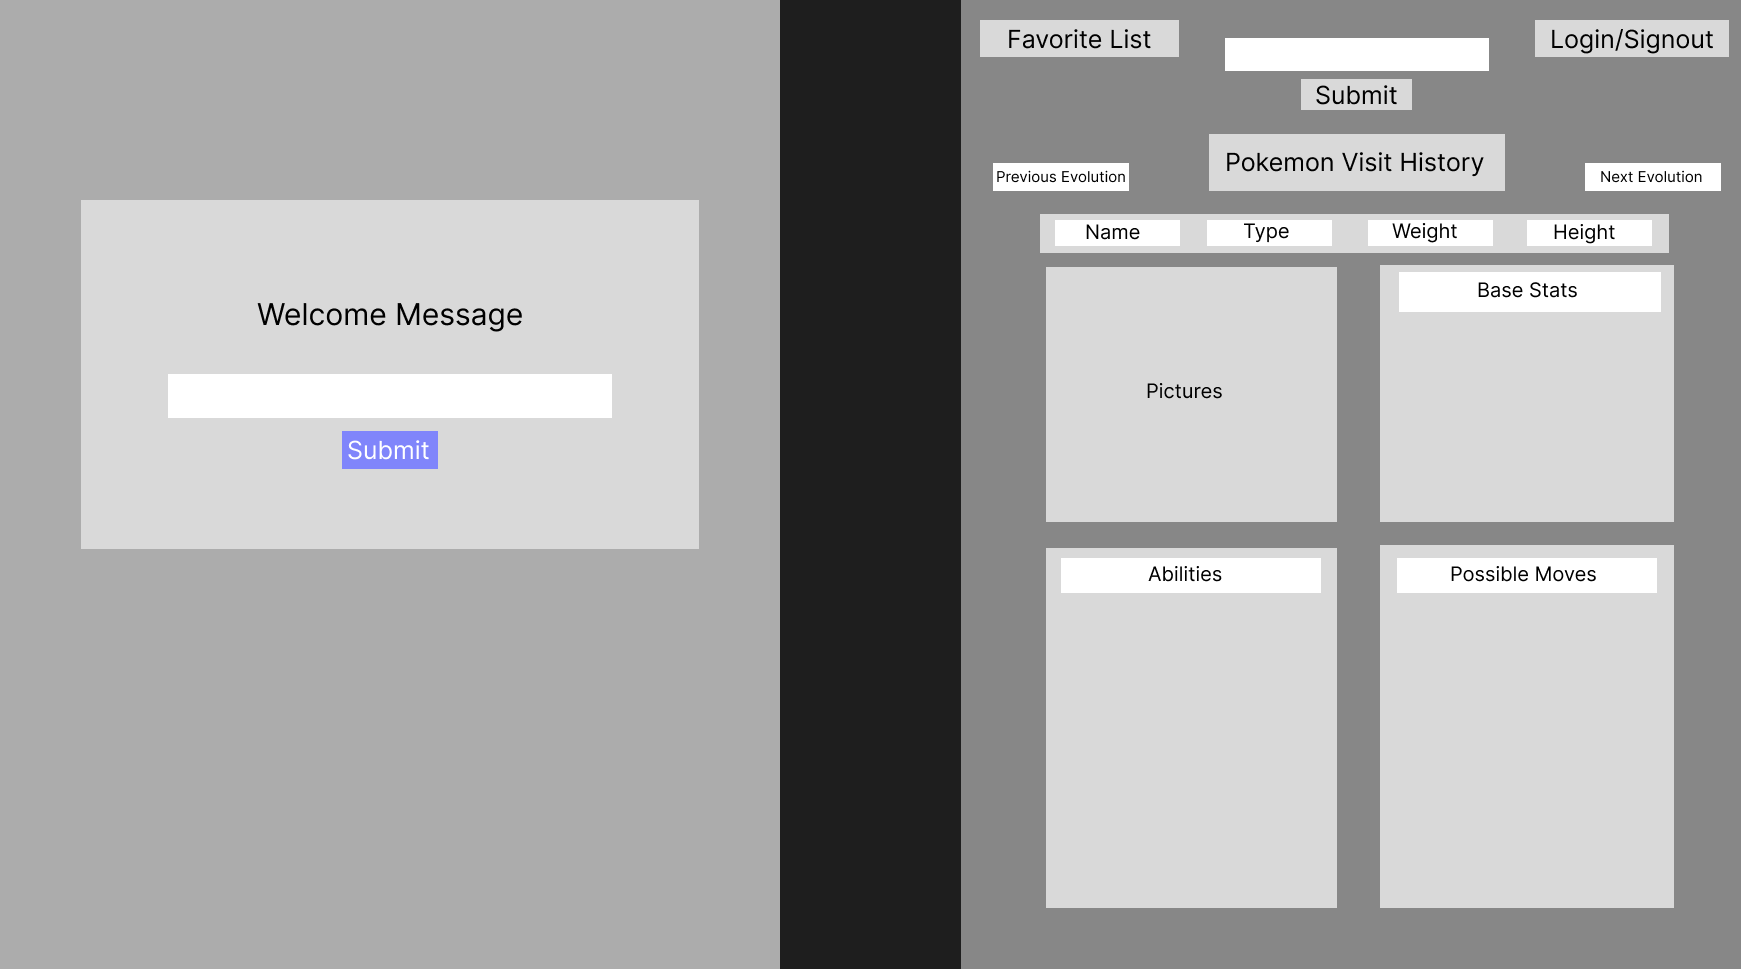 Welcome Message
Submit
Favorite List
Login/Signout
Submit
Pokemon Visit History
Previous Evolution
Next Evolution
Name
Type
Weight
Height
Pictures
Base Stats
Abilities
Possible Moves